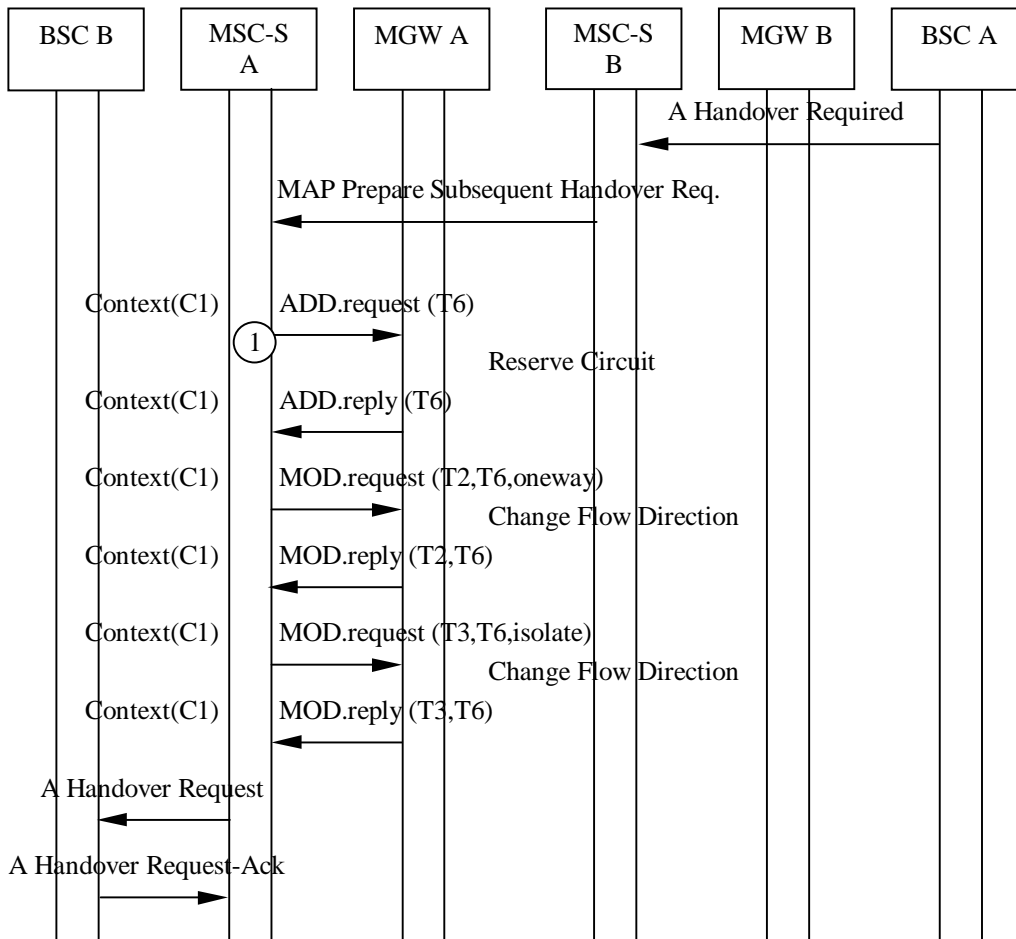 BSC B
MSC-S
A
MGW A
MSC-S
B
MGW B
BSC A
A Handover Required
MAP Prepare Subsequent Handover Req.
Context(C1)
ADD.request (T6)
1
Reserve Circuit
Context(C1)
ADD.reply (T6)
Context(C1)
MOD.request (T2,T6,oneway)
Change Flow Direction
Context(C1)
MOD.reply (T2,T6)
Context(C1)
MOD.request (T3,T6,isolate)
Change Flow Direction
Context(C1)
MOD.reply (T3,T6)
A Handover Request
A Handover Request-Ack